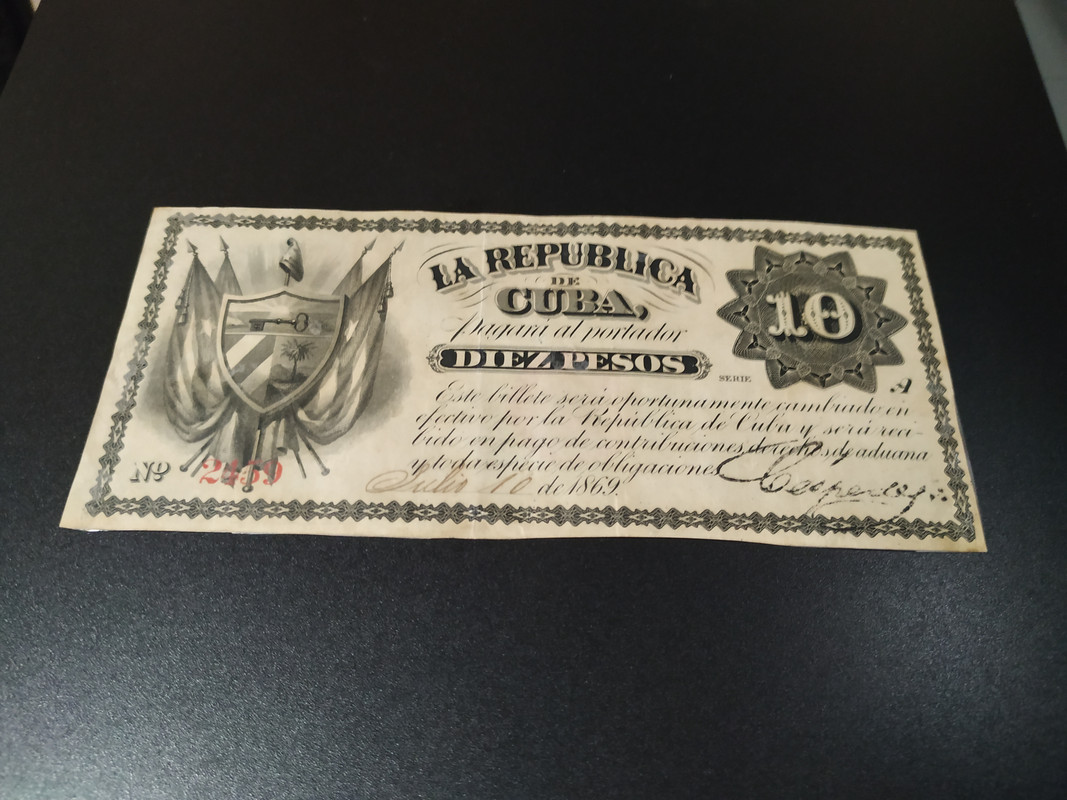 LA REPUBLICA
DE
CUBA,
pagará al portador
DIEZ PESOS
10
SERIE A
Este billete será oportunamente cambiado en
efectivo por la República de Cuba y será reci-
bido en pago de contribuciones, derechos de aduana
y toda especie de obligaciones.
Nº 2459
Julio 10 de 1869.